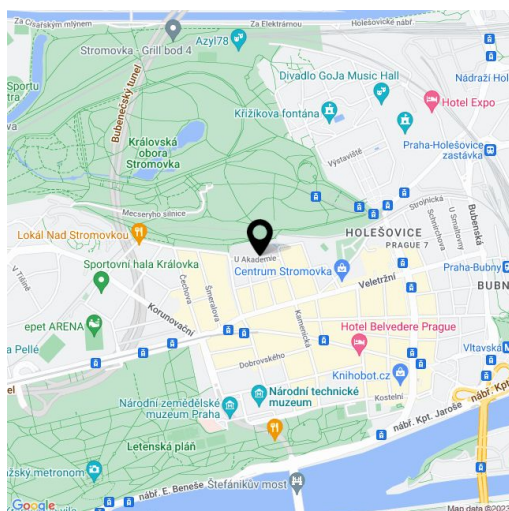 Za Císařským mlýnem
Za Elektrárnou
Holešovické nábř.
Stromovka - Grill bod 4
Azyl78
Sportu
Bubenečský tunel
Divadlo GoJa Music Hall
Nádraží Hol
Hotel Expo
Křižíkova fontána
Královská
obora
Stromovka
Praha-Holešovice
zastávka
Výstaviště
Mecseryho silnice
Strojnická
Lokál Nad Stromovkou
HOLEŠOVICE
PRAGUE 7
Schnirchova
U Smaltovny
Bubenská
U Akademie
Sportovní hala Královka
Centrum Stromovka
Praha-Bubny
V Tišině
Čechova
Šmeralova
Veletržní
BUBN
Korunovační
Kamenická
epet ARENA
Hotel Belvedere Prague
a Pellé
Dobrovského
Vltavská
Knihobot.cz
Národní technické
muzeum
Kostelní
Národní zemědělské
muzeum Praha
nábř. Kpt. Jaroše
Kpt
Letenská pláň
žský metronom
nábř. E. Beneše
Štefánikův most
Google
Map data ©2023